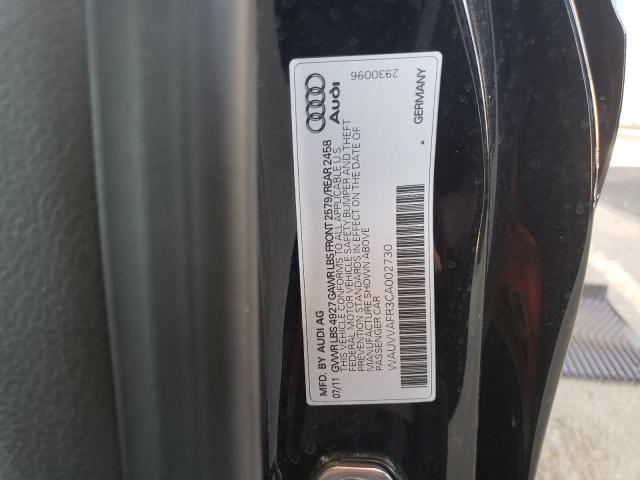 MFD. BY AUDI AG
07/11 GVWR LBS 4927 GAWR LBS FRONT 2579/REAR 2458
THIS VEHICLE CONFORMS TO ALL APPLICABLE U.S.
FEDERAL MOTOR VEHICLE SAFETY BUMPER AND THEFT
PREVENTION STANDARDS IN EFFECT ON THE DATE OF
MANUFACTURE SHOWN ABOVE
PASSENGER CAR
WAUVVAFR3CA002730
Audi
GERMANY
2930096